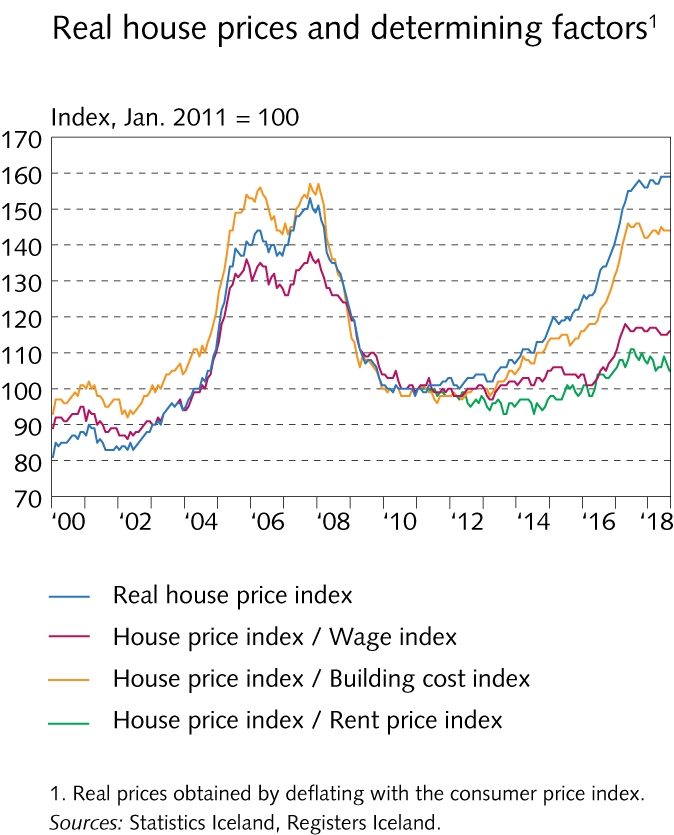 Real house prices and determining factors¹
Index, Jan. 2011 = 100
170
160
150
140
130
120
110
100
90
80
70
‘00 ‘02 ‘04 ‘06 ‘08 ‘10 ‘12 ‘14 ‘16 ‘18
Real house price index
House price index / Wage index
House price index / Building cost index
House price index / Rent price index
1. Real prices obtained by deflating with the consumer price index.
Sources: Statistics Iceland, Registers Iceland.